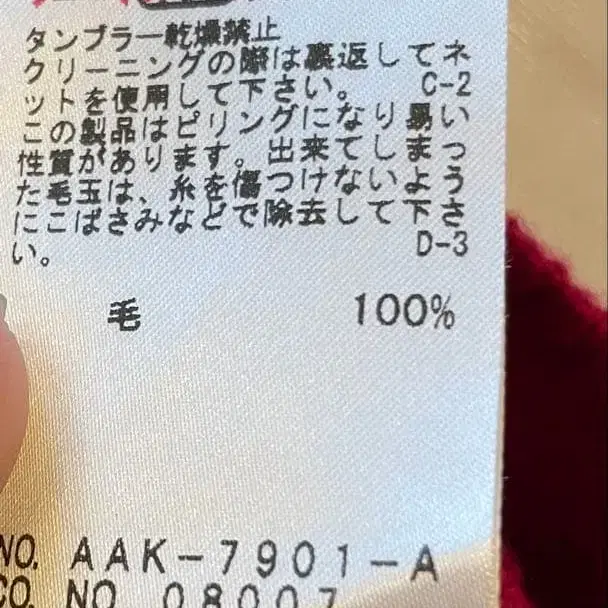 タンブラー乾燥禁止
クリーニングの際は裏返してネ
ットを使用して下さい。 C-2
この製品はピリングになり易い
性質があります。出来てしまっ
た毛玉は、糸を傷つけないよう
にこばさみなどで除去して下さ
い。 D-3
毛 100%
NO. AAK-7901-A
CO. NO 08007